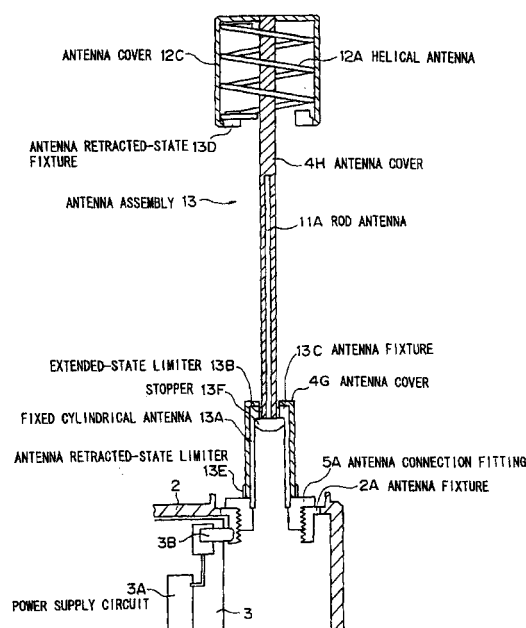 ANTENNA COVER 12C
12A HELICAL ANTENNA
ANTENNA RETRACTED-STATE 13D
FIXTURE
4H ANTENNA COVER
ANTENNA ASSEMBLY 13
11A ROD ANTENNA
EXTENDED-STATE LIMITER 13B
13C ANTENNA FIXTURE
STOPPER 13F
4G ANTENNA COVER
FIXED CYLINDRICAL ANTENNA 13A
ANTENNA RETRACTED-STATE LIMITER
13E
5A ANTENNA CONNECTION FITTING
2
2A ANTENNA FIXTURE
3B
3A
POWER SUPPLY CIRCUIT
3